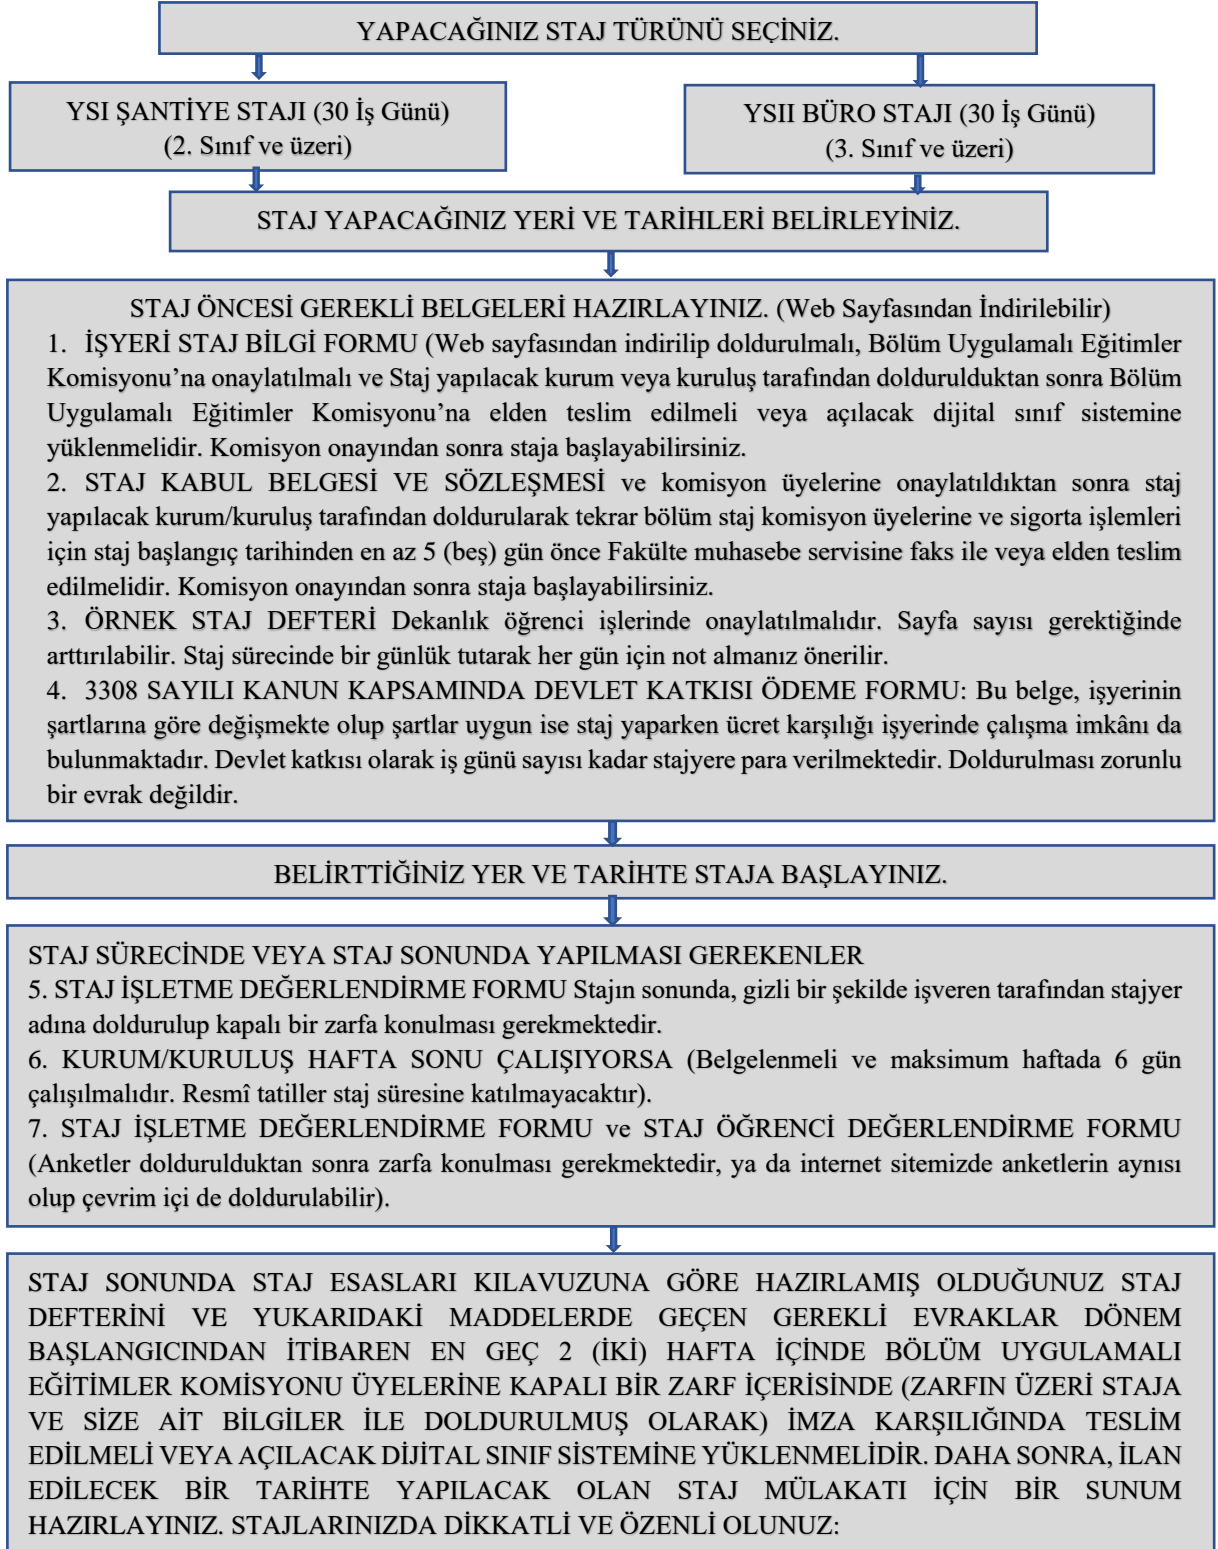 YAPACAĞINIZ STAJ TÜRÜNÜ SEÇİNİZ.
YSI ŞANTİYE STAJI (30 İş Günü)
(2. Sınıf ve üzeri)
YSII BÜRO STAJI (30 İş Günü)
(3. Sınıf ve üzeri)
STAJ YAPACAĞINIZ YERİ VE TARİHLERİ BELİRLEYİNİZ.
STAJ ÖNCESİ GEREKLİ BELGELERİ HAZIRLAYINIZ. (Web Sayfasından İndirilebilir)
1. İŞYERİ STAJ BİLGİ FORMU (Web sayfasından indirilip doldurulmalı, Bölüm Uygulamalı Eğitimler
Komisyonu’na onaylatılmalı ve Staj yapılacak kurum veya kuruluş tarafından doldurulduktan sonra Bölüm
Uygulamalı Eğitimler Komisyonu’na elden teslim edilmeli veya açılacak dijital sınıf sistemine
yüklenmelidir. Komisyon onayından sonra staja başlayabilirsiniz.
2. STAJ KABUL BELGESİ VE SÖZLEŞMESİ ve komisyon üyelerine onaylatıldıktan sonra staj
yapılacak kurum/kuruluş tarafından doldurularak tekrar bölüm staj komisyon üyelerine ve sigorta işlemleri
için staj başlangıç tarihinden en az 5 (beş) gün önce Fakülte muhasebe servisine faks ile veya elden teslim
edilmelidir. Komisyon onayından sonra staja başlayabilirsiniz.
3. ÖRNEK STAJ DEFTERİ Dekanlık öğrenci işlerinde onaylatılmalıdır. Sayfa sayısı gerektiğinde
arttırılabilir. Staj sürecinde bir günlük tutarak her gün için not almanız önerilir.
4. 3308 SAYILI KANUN KAPSAMINDA DEVLET KATKISI ÖDEME FORMU: Bu belge, işyerinin
şartlarına göre değişmekte olup şartlar uygun ise staj yaparken ücret karşılığı işyerinde çalışma imkânı da
bulunmaktadır. Devlet katkısı olarak iş günü sayısı kadar stajyere para verilmektedir. Doldurulması zorunlu
bir evrak değildir.
BELİRTTİĞİNİZ YER VE TARİHTE STAJA BAŞLAYINIZ.
STAJ SÜRECİNDE VEYA STAJ SONUNDA YAPILMASI GEREKENLER
5. STAJ İŞLETME DEĞERLENDİRME FORMU Stajın sonunda, gizli bir şekilde işveren tarafından stajyer
adına doldurulup kapalı bir zarfa konulması gerekmektedir.
6. KURUM/KURULUŞ HAFTA SONU ÇALIŞIYORSA (Belgelenmeli ve maksimum haftada 6 gün
çalışılmalıdır. Resmî tatiller staj süresine katılmayacaktır).
7. STAJ İŞLETME DEĞERLENDİRME FORMU ve STAJ ÖĞRENCİ DEĞERLENDİRME FORMU
(Anketler doldurulduktan sonra zarfa konulması gerekmektedir, ya da internet sitemizde anketlerin aynısı
olup çevrim içi de doldurulabilir).
STAJ SONUNDA STAJ ESASLARI KILAVUZUNA GÖRE HAZIRLAMIŞ OLDUĞUNUZ STAJ
DEFTERİNİ VE YUKARIDAKİ MADDELERDE GEÇEN GEREKLİ EVRAKLAR DÖNEM
BAŞLANGICINDAN İTİBAREN EN GEÇ 2 (İKİ) HAFTA İÇİNDE BÖLÜM UYGULAMALI
EĞİTİMLER KOMİSYONU ÜYELERİNE KAPALI BİR ZARF İÇERİSİNDE (ZARFIN ÜZERİ STAJA
VE SİZE AİT BİLGİLER İLE DOLDURULMUŞ OLARAK) İMZA KARŞILIĞINDA TESLİM
EDİLMELİ VEYA AÇILACAK DİJİTAL SINIF SİSTEMİNE YÜKLENMELİDİR. DAHA SONRA, İLAN
EDİLECEK BİR TARİHTE YAPILACAK OLAN STAJ MÜLAKATI İÇİN BİR SUNUM
HAZIRLAYINIZ. STAJLARINIZDA DİKKATLİ VE ÖZENLİ OLUNUZ: